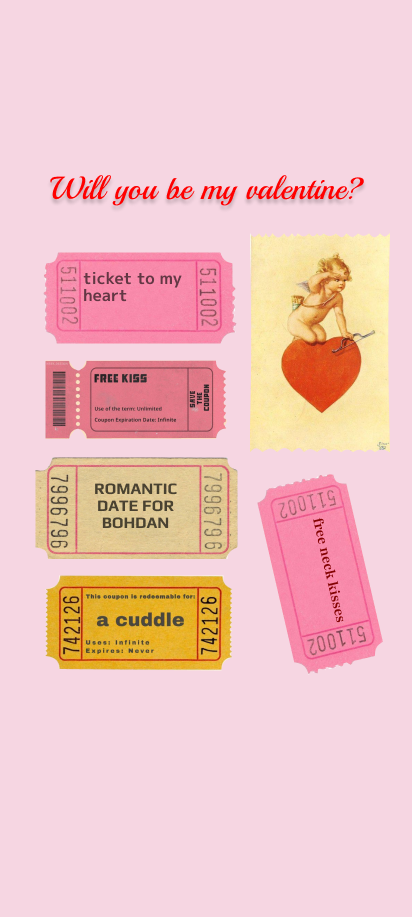 Will you be my valentine?
511002
ticket to my
heart
511002
FREE KISS
Use of the term: Unlimited
Coupon Expiration Date: Infinite
SAVE
THE
COUPON
7996796
ROMANTIC
DATE FOR
BOHDAN
7996796
742126
This coupon is redeemable for:
a cuddle
Uses: Infinite
Expires: Never
742126
511002
free neck kisses
511002